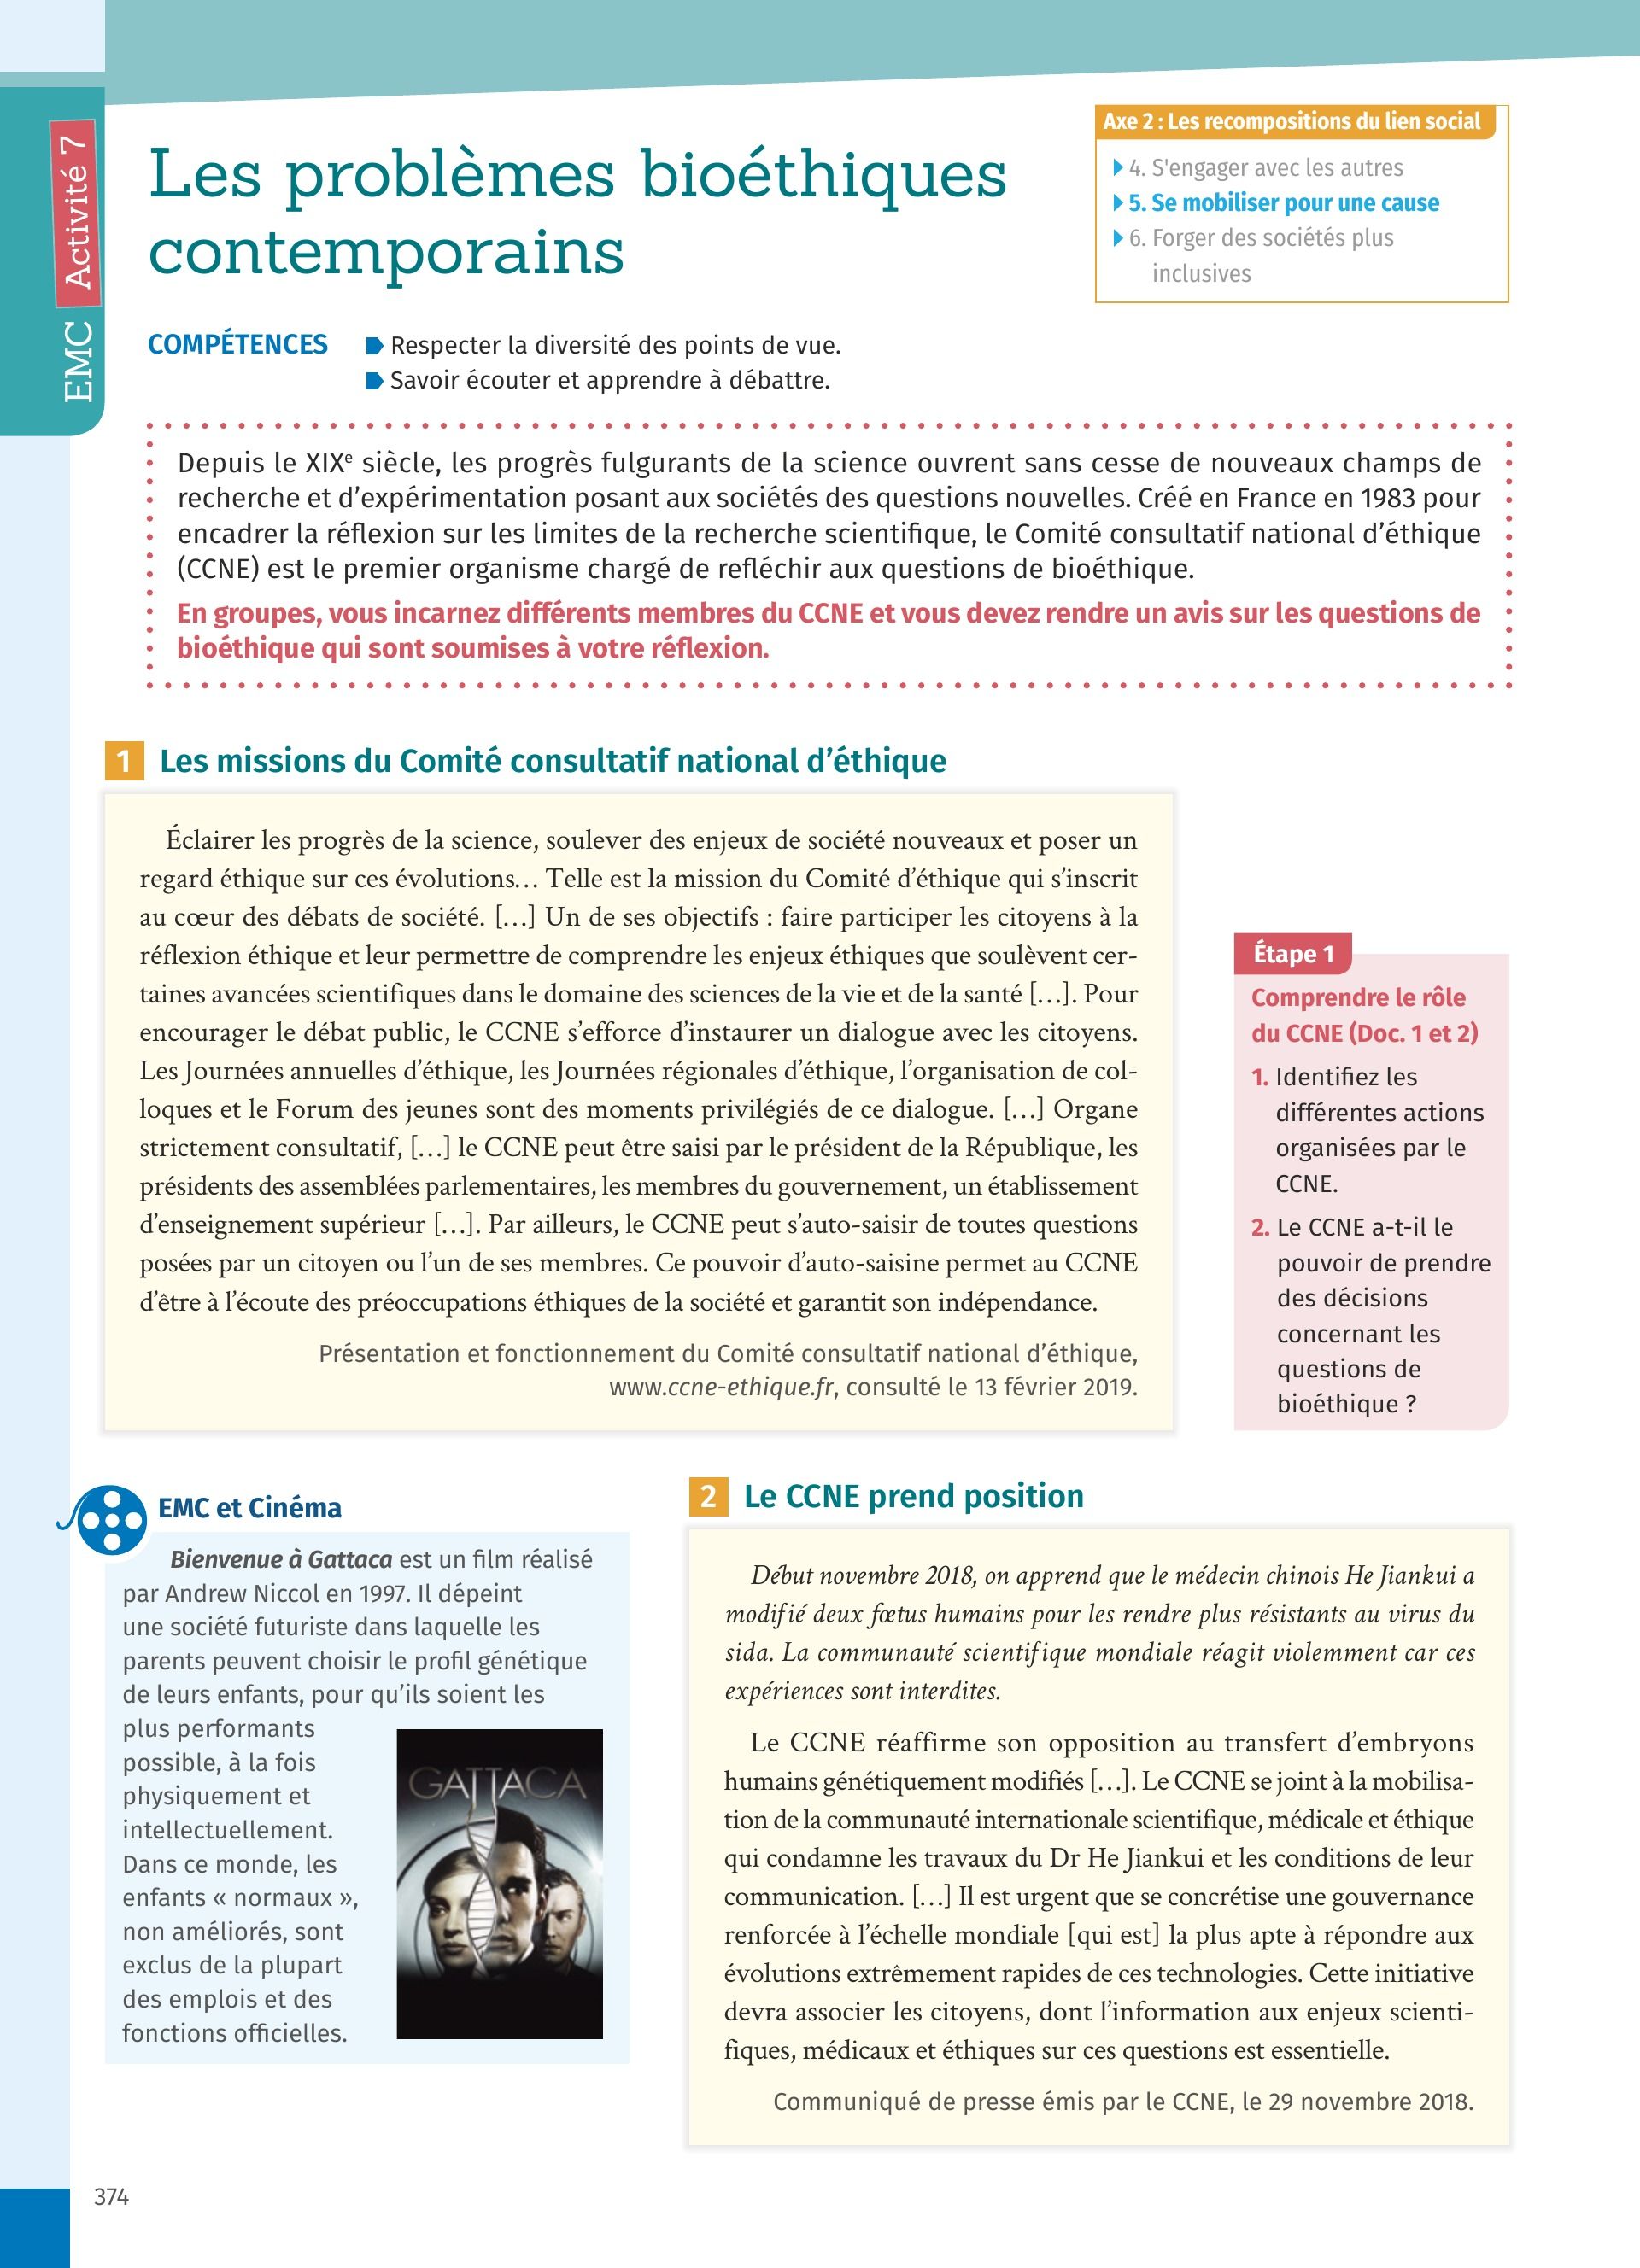 EMC Activité 7
Les problèmes bioéthiques
contemporains
Axe 2 : Les recompositions du lien social
4. S'engager avec les autres
5. Se mobiliser pour une cause
6. Forger des sociétés plus
inclusives
COMPÉTENCES
Respecter la diversité des points de vue.
Savoir écouter et apprendre à débattre.
Depuis le XIXe siècle, les progrès fulgurants de la science ouvrent sans cesse de nouveaux champs de
recherche et d’expérimentation posant aux sociétés des questions nouvelles. Créé en France en 1983 pour
encadrer la réflexion sur les limites de la recherche scientifique, le Comité consultatif national d’éthique
(CCNE) est le premier organisme chargé de refléchir aux questions de bioéthique.
En groupes, vous incarnez différents membres du CCNE et vous devez rendre un avis sur les questions de
bioéthique qui sont soumises à votre réflexion.
1 Les missions du Comité consultatif national d’éthique
Éclairer les progrès de la science, soulever des enjeux de société nouveaux et poser un
regard éthique sur ces évolutions… Telle est la mission du Comité d’éthique qui s’inscrit
au cœur des débats de société. […] Un de ses objectifs : faire participer les citoyens à la
réflexion éthique et leur permettre de comprendre les enjeux éthiques que soulèvent cer-
taines avancées scientifiques dans le domaine des sciences de la vie et de la santé […]. Pour
encourager le débat public, le CCNE s’efforce d’instaurer un dialogue avec les citoyens.
Les Journées annuelles d’éthique, les Journées régionales d’éthique, l’organisation de col-
loques et le Forum des jeunes sont des moments privilégiés de ce dialogue. […] Organe
strictement consultatif, […] le CCNE peut être saisi par le président de la République, les
présidents des assemblées parlementaires, les membres du gouvernement, un établissement
d’enseignement supérieur […]. Par ailleurs, le CCNE peut s’auto-saisir de toutes questions
posées par un citoyen ou l’un de ses membres. Ce pouvoir d’auto-saisine permet au CCNE
d’être à l’écoute des préoccupations éthiques de la société et garantit son indépendance.
Présentation et fonctionnement du Comité consultatif national d’éthique,
www.ccne-ethique.fr, consulté le 13 février 2019.
Étape 1
Comprendre le rôle
du CCNE (Doc. 1 et 2)
1. Identifiez les
différentes actions
organisées par le
CCNE.
2. Le CCNE a-t-il le
pouvoir de prendre
des décisions
concernant les
questions de
bioéthique ?
EMC et Cinéma
Bienvenue à Gattaca est un film réalisé
par Andrew Niccol en 1997. Il dépeint
une société futuriste dans laquelle les
parents peuvent choisir le profil génétique
de leurs enfants, pour qu’ils soient les
plus performants
possible, à la fois
physiquement et
intellectuellement.
Dans ce monde, les
enfants « normaux »,
non améliorés, sont
exclus de la plupart
des emplois et des
fonctions officielles.
GATTACA
2 Le CCNE prend position
Début novembre 2018, on apprend que le médecin chinois He Jiankui a
modifié deux fœtus humains pour les rendre plus résistants au virus du
sida. La communauté scientifique mondiale réagit violemment car ces
expériences sont interdites.
Le CCNE réaffirme son opposition au transfert d’embryons
humains génétiquement modifiés […]. Le CCNE se joint à la mobilisa-
tion de la communauté internationale scientifique, médicale et éthique
qui condamne les travaux du Dr He Jiankui et les conditions de leur
communication. […] Il est urgent que se concrétise une gouvernance
renforcée à l’échelle mondiale [qui est] la plus apte à répondre aux
évolutions extrêmement rapides de ces technologies. Cette initiative
devra associer les citoyens, dont l’information aux enjeux scienti-
fiques, médicaux et éthiques sur ces questions est essentielle.
Communiqué de presse émis par le CCNE, le 29 novembre 2018.
374